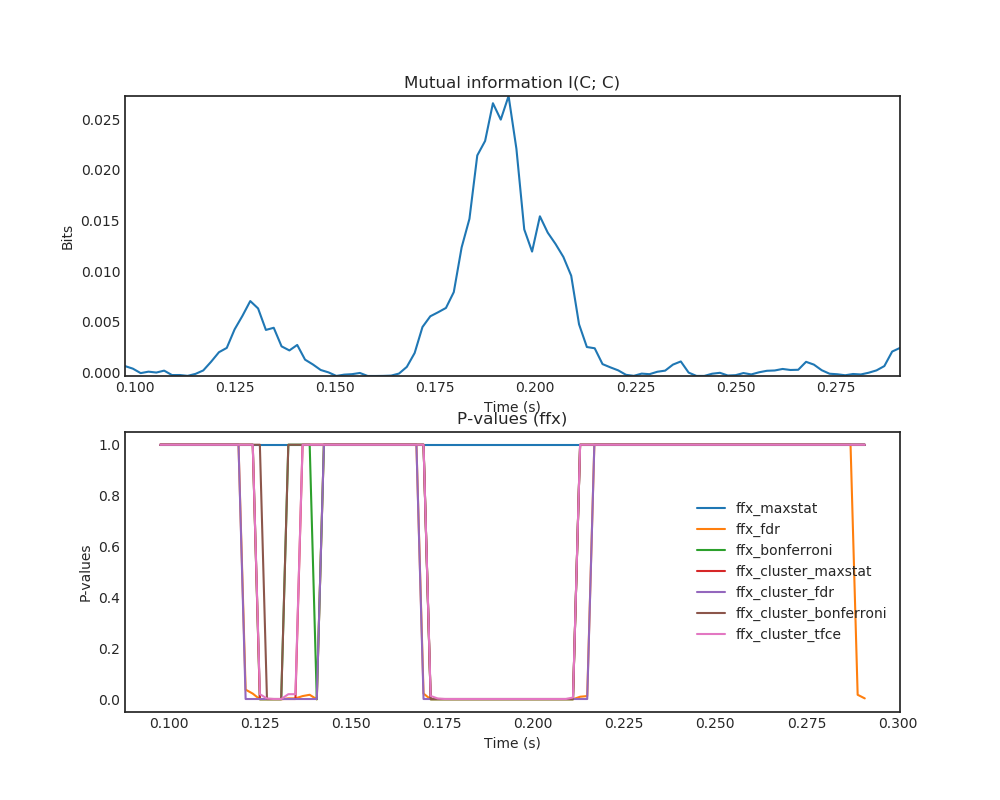 Mutual information I(C; C)
Bits
0.025
0.020
0.015
0.010
0.005
0.000
0.100 0.125 0.150 0.175 0.200 0.225 0.250 0.275
Time (s)
P-values (ffx)
P-values
1.0
0.8
0.6
0.4
0.2
0.0
ffx_maxstat
ffx_fdr
ffx_bonferroni
ffx_cluster_maxstat
ffx_cluster_fdr
ffx_cluster_bonferroni
ffx_cluster_tfce
0.100 0.125 0.150 0.175 0.200 0.225 0.250 0.275 0.300
Time (s)